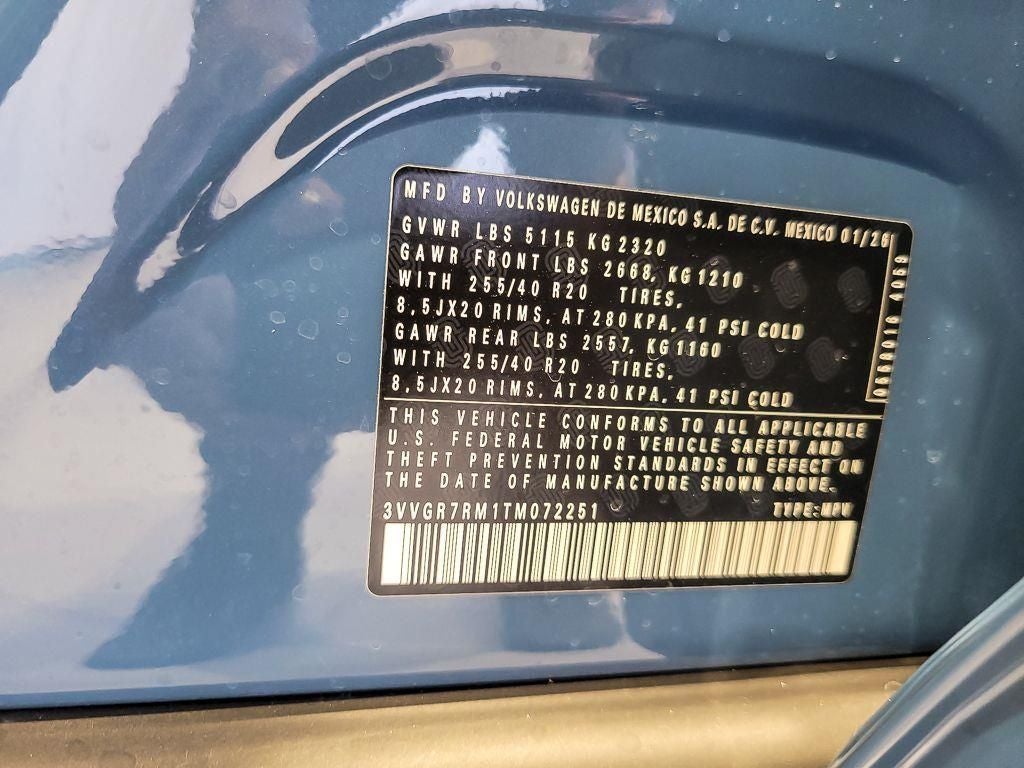 MFD BY VOLKSWAGEN DE MEXICO S.A. DE C.V. MEXICO 01/26
GVWR LBS 5115 KG 2320
GAWR FRONT LBS 2668, KG 1210
WITH 255/40 R20 TIRES,
8,5JX20 RIMS, AT 280 KPA, 41 PSI COLD
GAWR REAR LBS 2557, KG 1160
WITH 255/40 R20 TIRES,
8,5JX20 RIMS, AT 280 KPA, 41 PSI COLD
THIS VEHICLE CONFORMS TO ALL APPLICABLE
U.S. FEDERAL MOTOR VEHICLE SAFETY AND
THEFT PREVENTION STANDARDS IN EFFECT ON
THE DATE OF MANUFACTURE SHOWN ABOVE.
3VVGR7RM1TM072251 TYPE:MPV